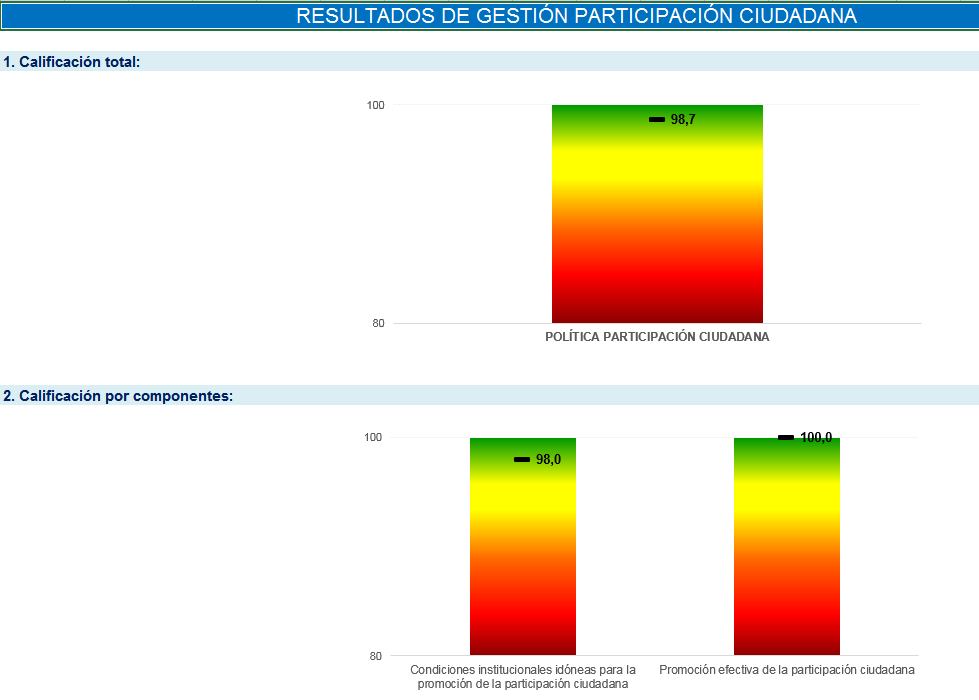 RESULTADOS DE GESTIÓN PARTICIPACIÓN CIUDADANA
1. Calificación total:
100
98,7
80
POLÍTICA PARTICIPACIÓN CIUDADANA
2. Calificación por componentes:
100
100,0
98,0
80
Condiciones institucionales idóneas para la
promoción de la participación ciudadana
Promoción efectiva de la participación ciudadana